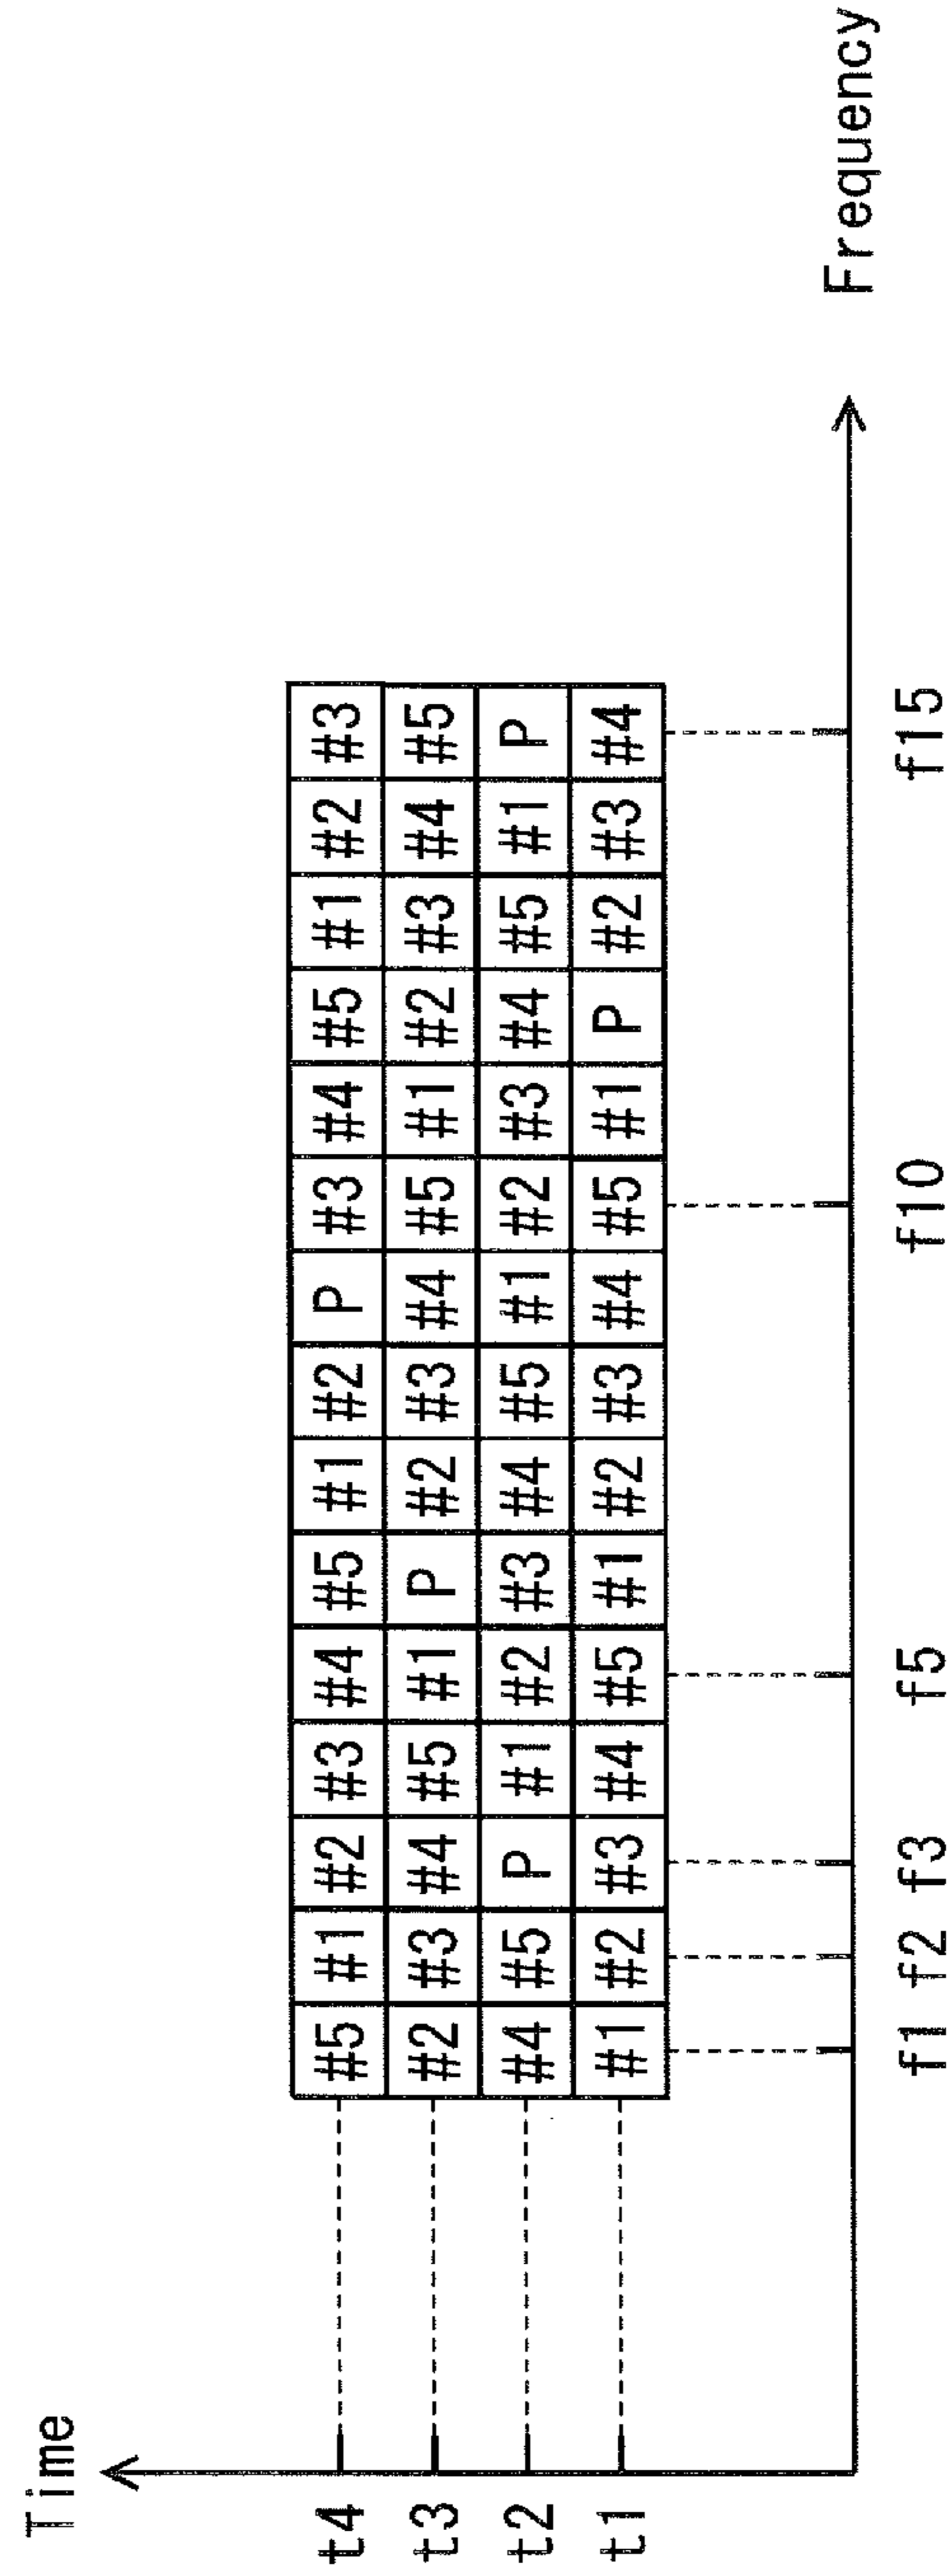 Time
t4 #5 #1 #2 #3 #4 #5 #1 #2 P #3 #4 #5 #1 #2 #3
t3 #2 #3 #4 #5 #1 P #2 #3 #4 #5 #1 #2 #3 #4 #5
t2 #4 #5 P #1 #2 #3 #4 #5 #1 #2 #3 #4 #5 #1 P
t1 #1 #2 #3 #4 #5 #1 #2 #3 #4 #5 #1 P #2 #3 #4
Frequency
f1 f2 f3 f5 f10 f15